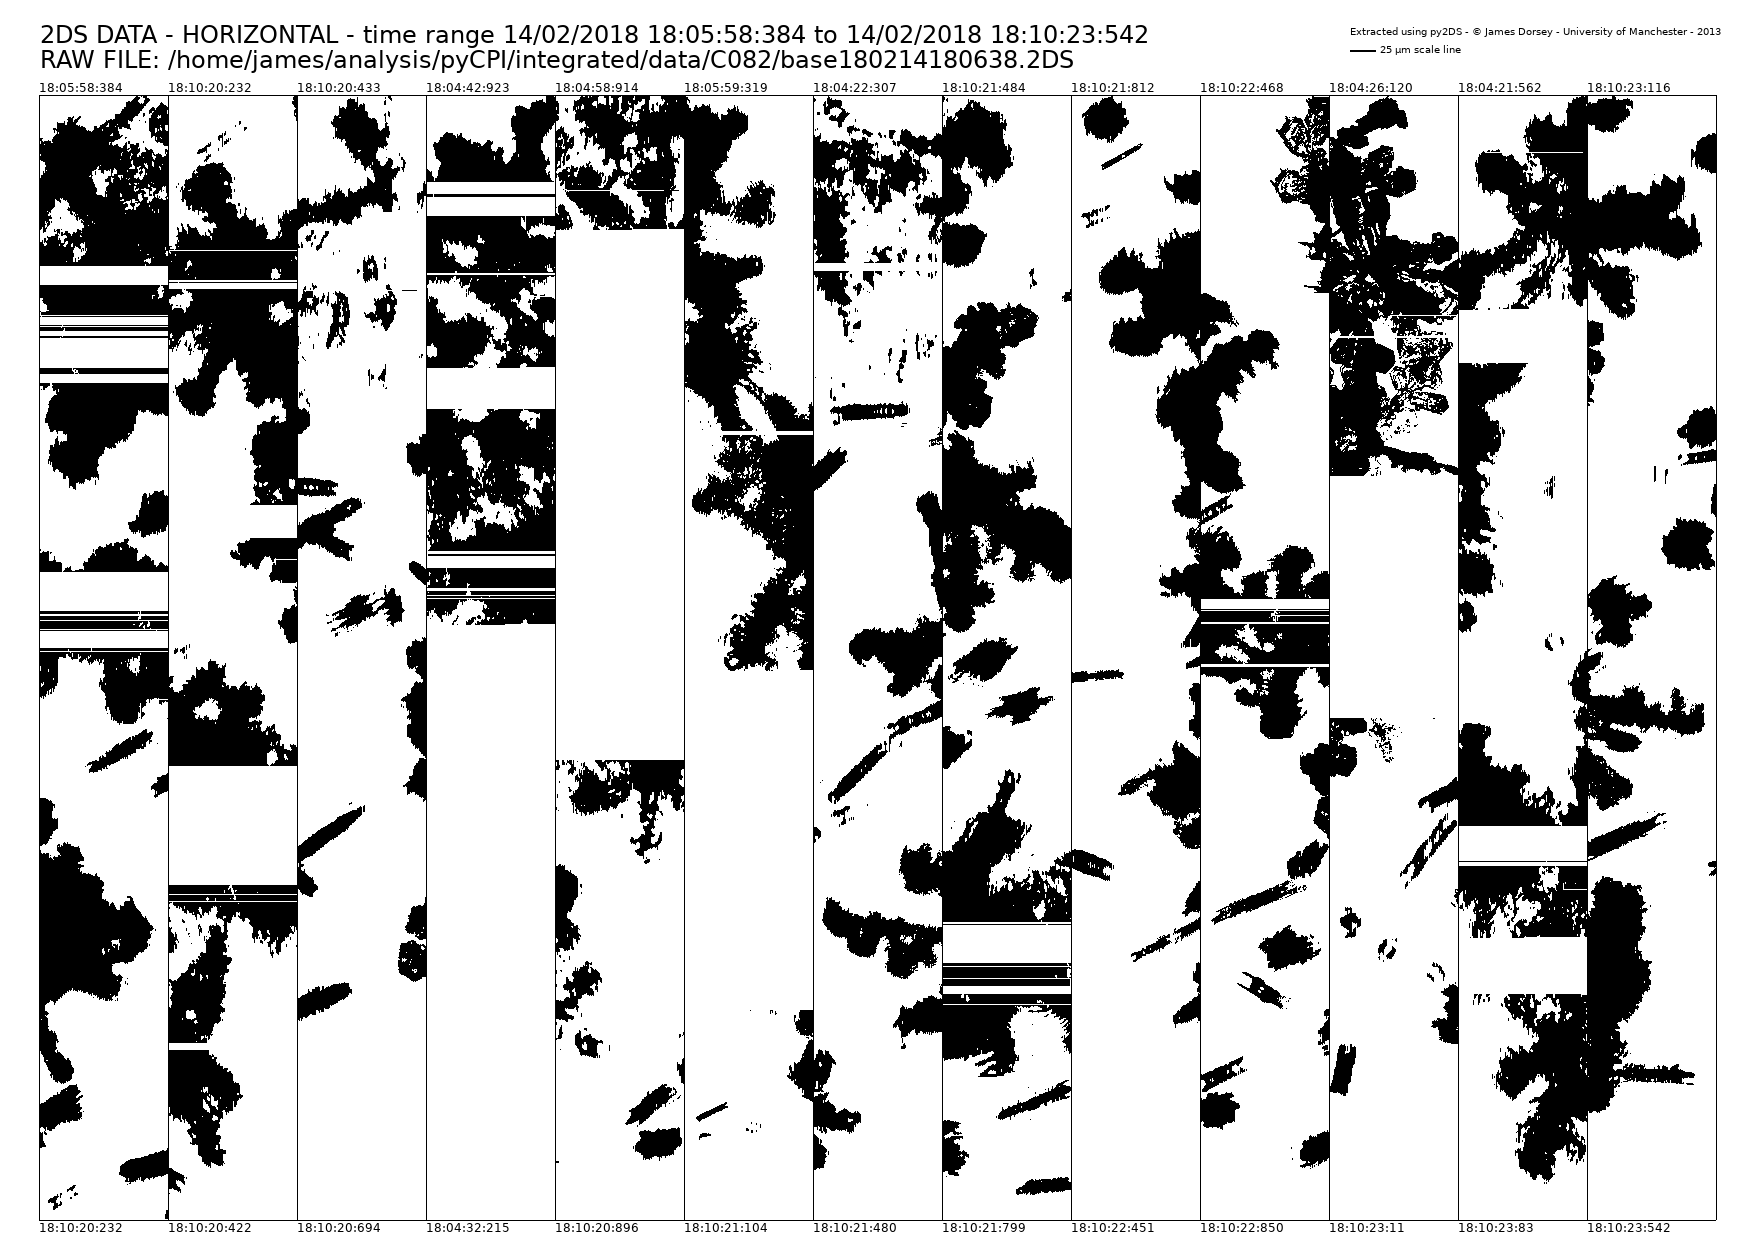 2DS DATA - HORIZONTAL - time range 14/02/2018 18:05:58:384 to 14/02/2018 18:10:23:542
RAW FILE: /home/james/analysis/pyCPI/integrated/data/C082/base180214180638.2DS
Extracted using py2DS - © James Dorsey - University of Manchester - 2013
25 μm scale line
18:05:58:384 18:10:20:232 18:10:20:433 18:04:42:923 18:04:58:914 18:05:59:319 18:04:22:307 18:10:21:484 18:10:21:812 18:10:22:468 18:04:26:120 18:04:21:562 18:10:23:116
18:10:20:232 18:10:20:422 18:10:20:694 18:04:32:215 18:10:20:896 18:10:21:104 18:10:21:480 18:10:21:799 18:10:22:451 18:10:22:850 18:10:23:11 18:10:23:83 18:10:23:542